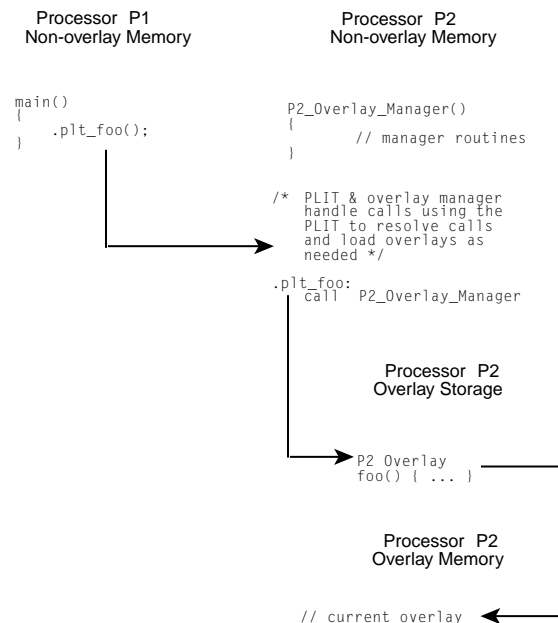 Processor P1
Non-overlay Memory
main()
{
.plt_foo();
}
Processor P2
Non-overlay Memory
P2_Overlay_Manager()
{
// manager routines
}
/* PLIT & overlay manager
handle calls using the
PLIT to resolve calls
and load overlays as
needed */
.plt_foo:
call P2_Overlay_Manager
Processor P2
Overlay Storage
P2 Overlay
foo() { ... }
Processor P2
Overlay Memory
// current overlay